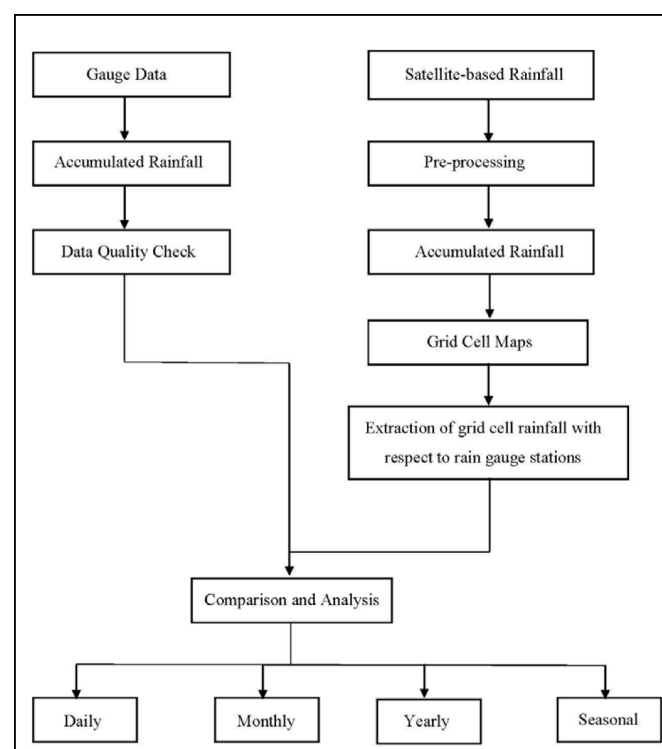 Gauge Data
Accumulated Rainfall
Data Quality Check
Satellite-based Rainfall
Pre-processing
Accumulated Rainfall
Grid Cell Maps
Extraction of grid cell rainfall with
respect to rain gauge stations
Comparison and Analysis
Daily
Monthly
Yearly
Seasonal